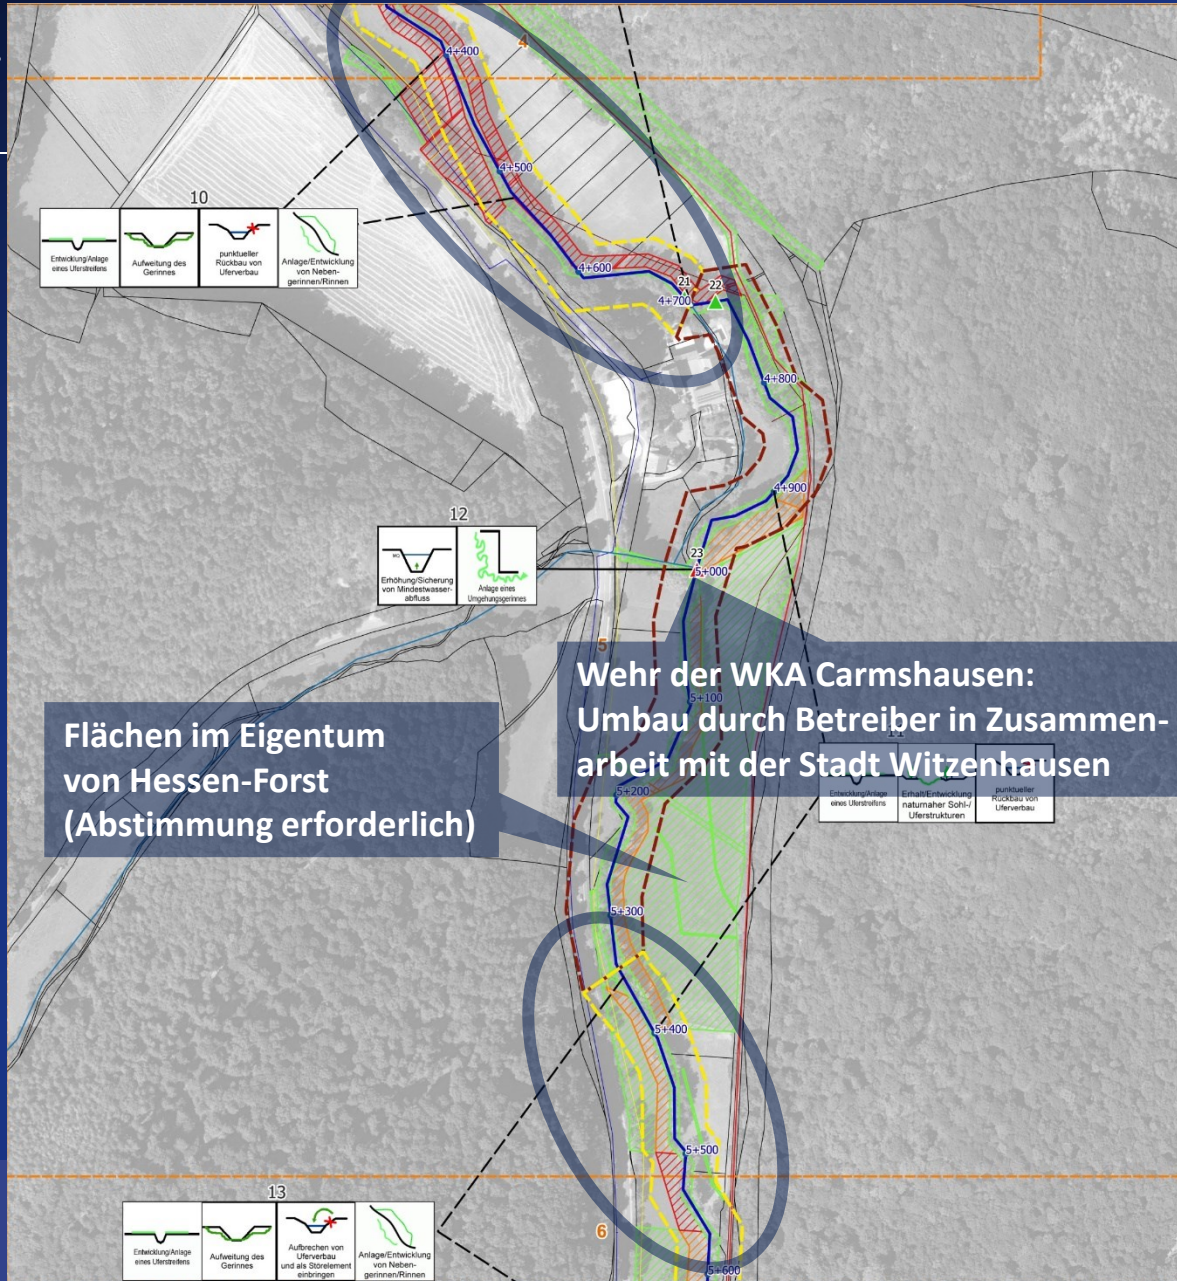 4
4+400
4+500
10
Entwicklung/Anlage
eines Uferstreifens
Aufweitung des
Gerinnes
punktueller
Rückbau von
Uferverbau
Anlage/Entwicklung
von Neben-
gerinnen/Rinnen
4+600
21
22
4+700
4+800
4+900
12
MQ
Erhöhung/Sicherung
von Mindestwasser-
abfluss
Anlage eines
Umgehungsgerinnes
23
5+000
5
Wehr der WKA Carmshausen:
Umbau durch Betreiber in Zusammen-
arbeit mit der Stadt Witzenhausen
5+100
11
Entwicklung/Anlage
eines Uferstreifens
Erhalt/Entwicklung
naturnaher Sohl-/
Uferstrukturen
punktueller
Rückbau von
Uferverbau
Flächen im Eigentum
von Hessen-Forst
(Abstimmung erforderlich)
5+200
5+300
5+400
5+500
13
Entwicklung/Anlage
eines Uferstreifens
Aufweitung des
Gerinnes
Aufbrechen von
Uferverbau
und als Störelement
einbringen
Anlage/Entwicklung
von Neben-
gerinnen/Rinnen
6
5+600